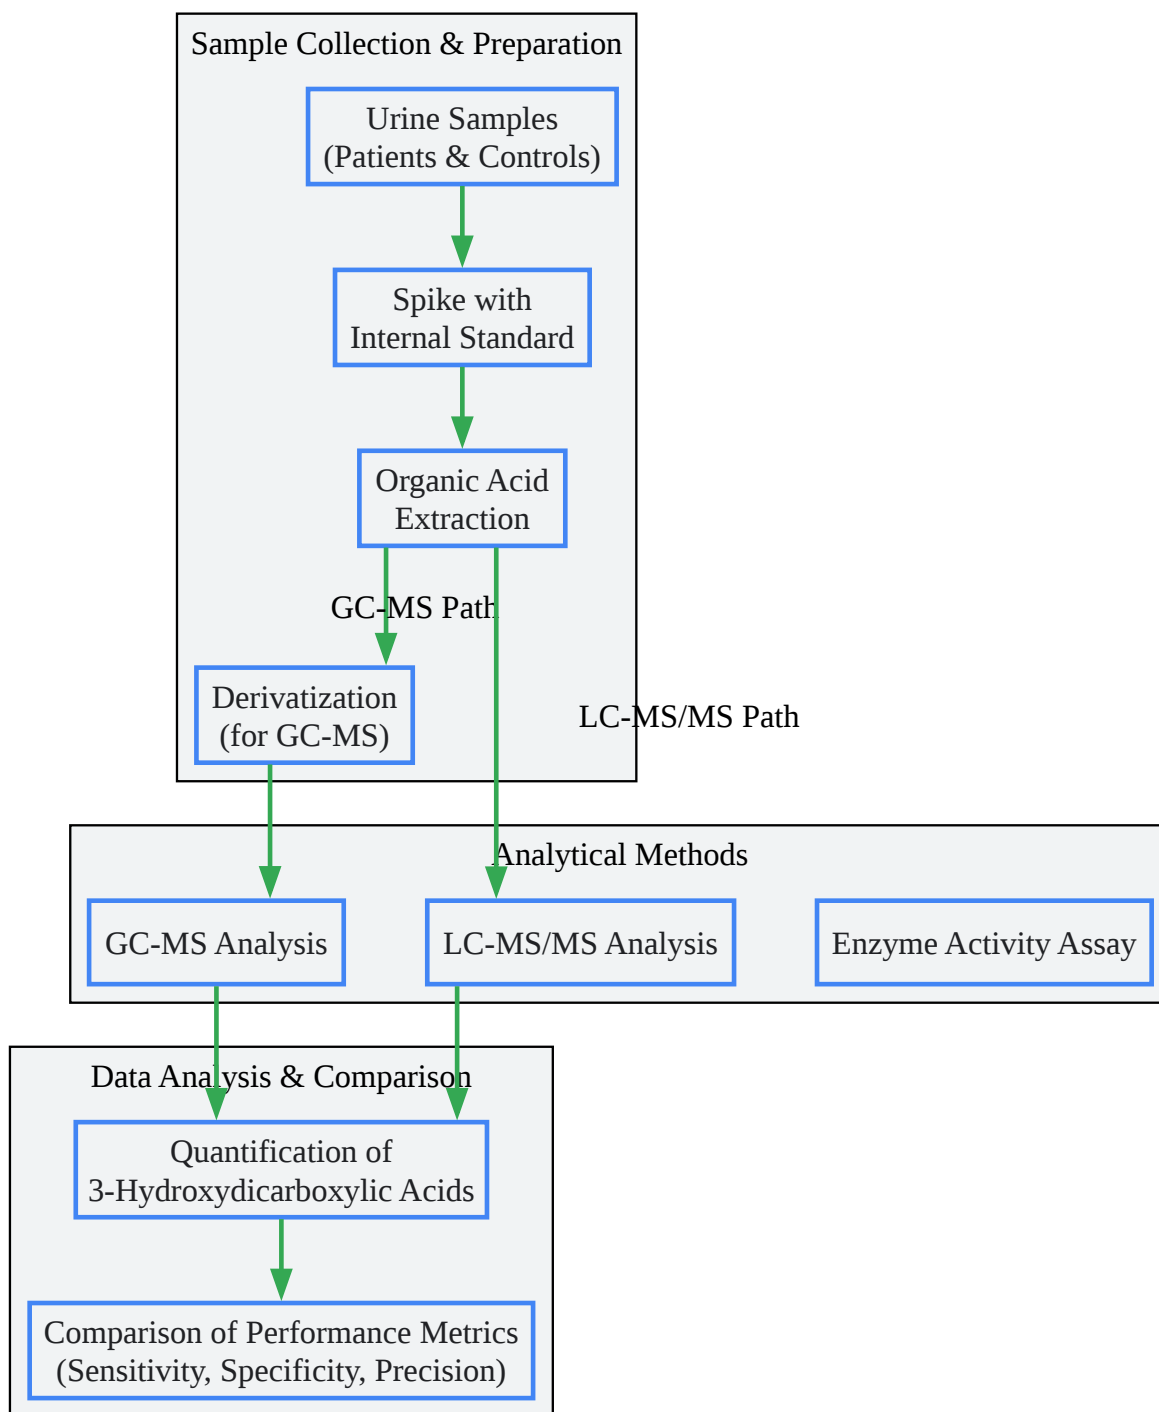 Sample Collection & Preparation
Urine Samples
(Patients & Controls)
Spike with
Internal Standard
Organic Acid
Extraction
GC-MS Path
Derivatization
(for GC-MS)
LC-MS/MS Path
Analytical Methods
GC-MS Analysis
LC-MS/MS Analysis
Enzyme Activity Assay
Data Analysis & Comparison
Quantification of
3-Hydroxydicarboxylic Acids
Comparison of Performance Metrics
(Sensitivity, Specificity, Precision)